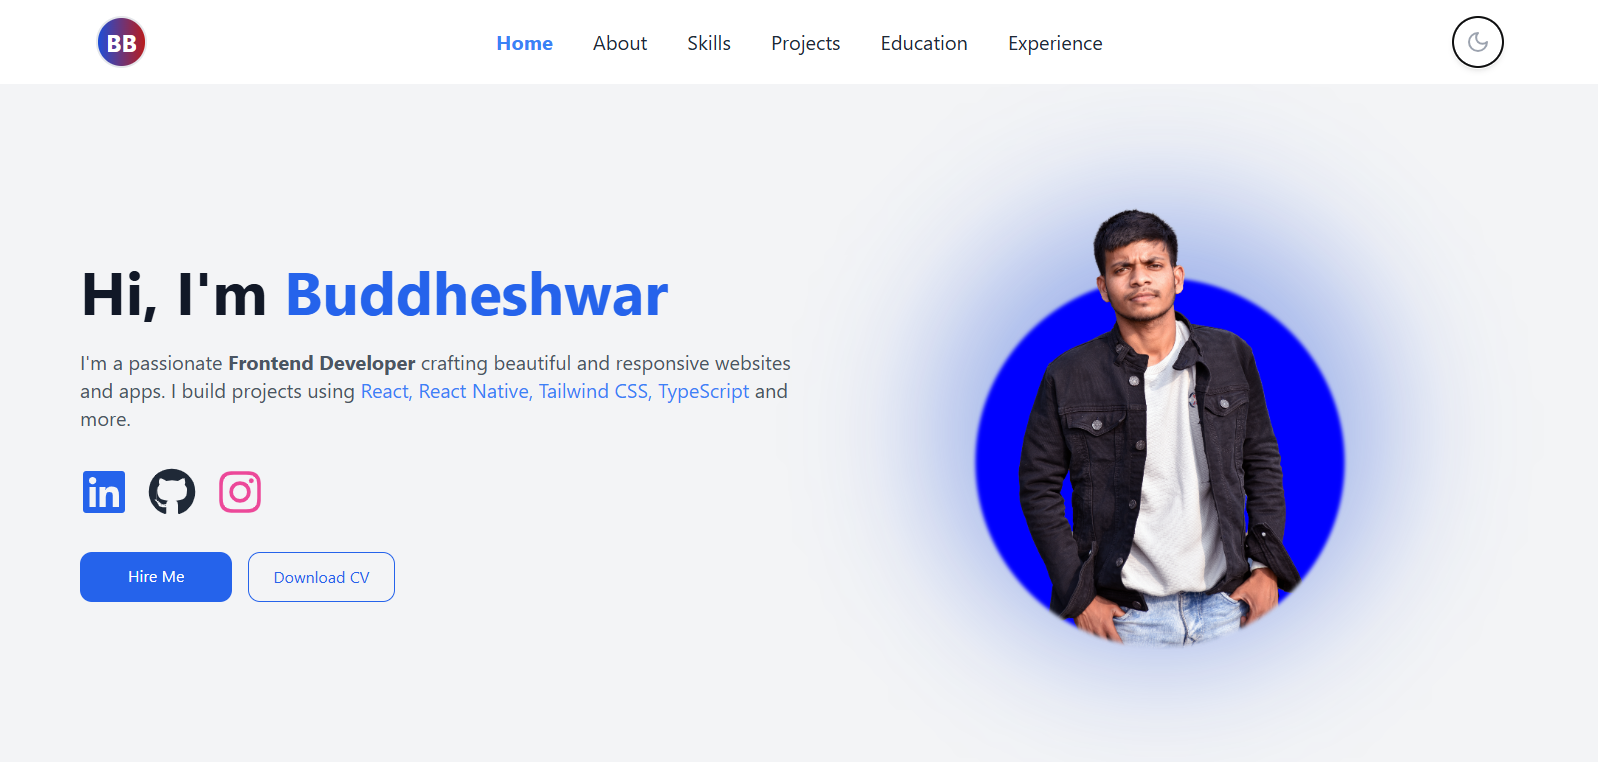 BB
Home About Skills Projects Education Experience
Hi, I'm Buddheshwar
I'm a passionate Frontend Developer crafting beautiful and responsive websites
and apps. I build projects using React, React Native, Tailwind CSS, TypeScript and
more.
in
Hire Me Download CV